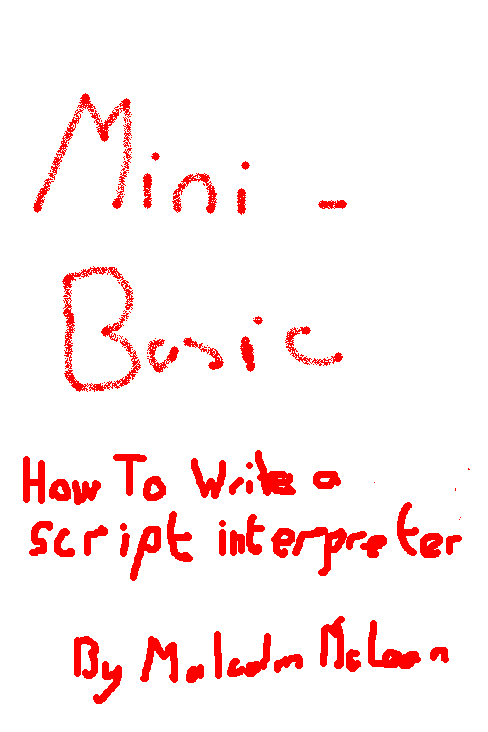 Mini -
Basic
How To Write a
script interpreter
By Malcolm McLean